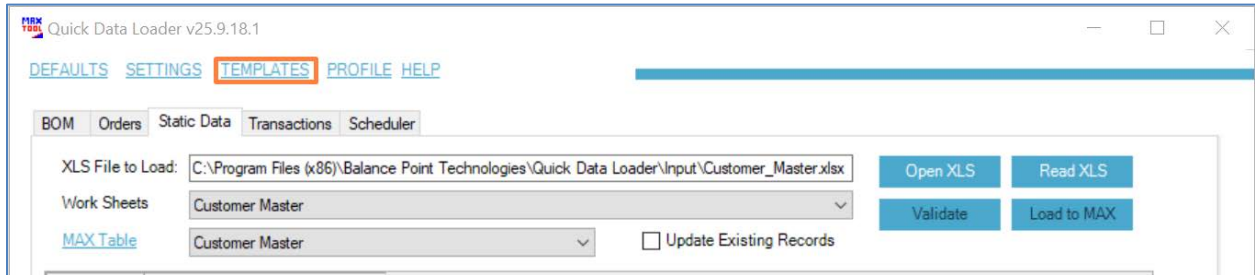 MAX TOOL Quick Data Loader v25.9.18.1
DEFAULTS SETTINGS TEMPLATES PROFILE HELP
BOM Orders Static Data Transactions Scheduler
XLS File to Load: C:\Program Files (x86)\Balance Point Technologies\Quick Data Loader\Input\Customer_Master.xlsx Open XLS Read XLS
Work Sheets Customer Master Validate Load to MAX
MAX Table Customer Master Update Existing Records